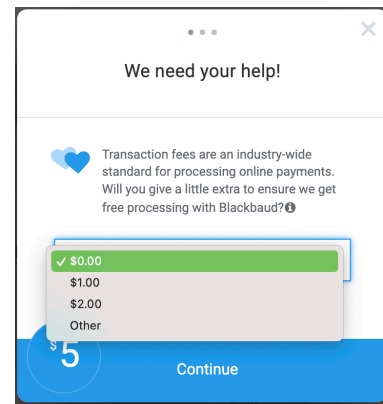 We need your help!
Transaction fees are an industry-wide
standard for processing online payments.
Will you give a little extra to ensure we get
free processing with Blackbaud?
$0.00
$1.00
$2.00
Other
$5
Continue